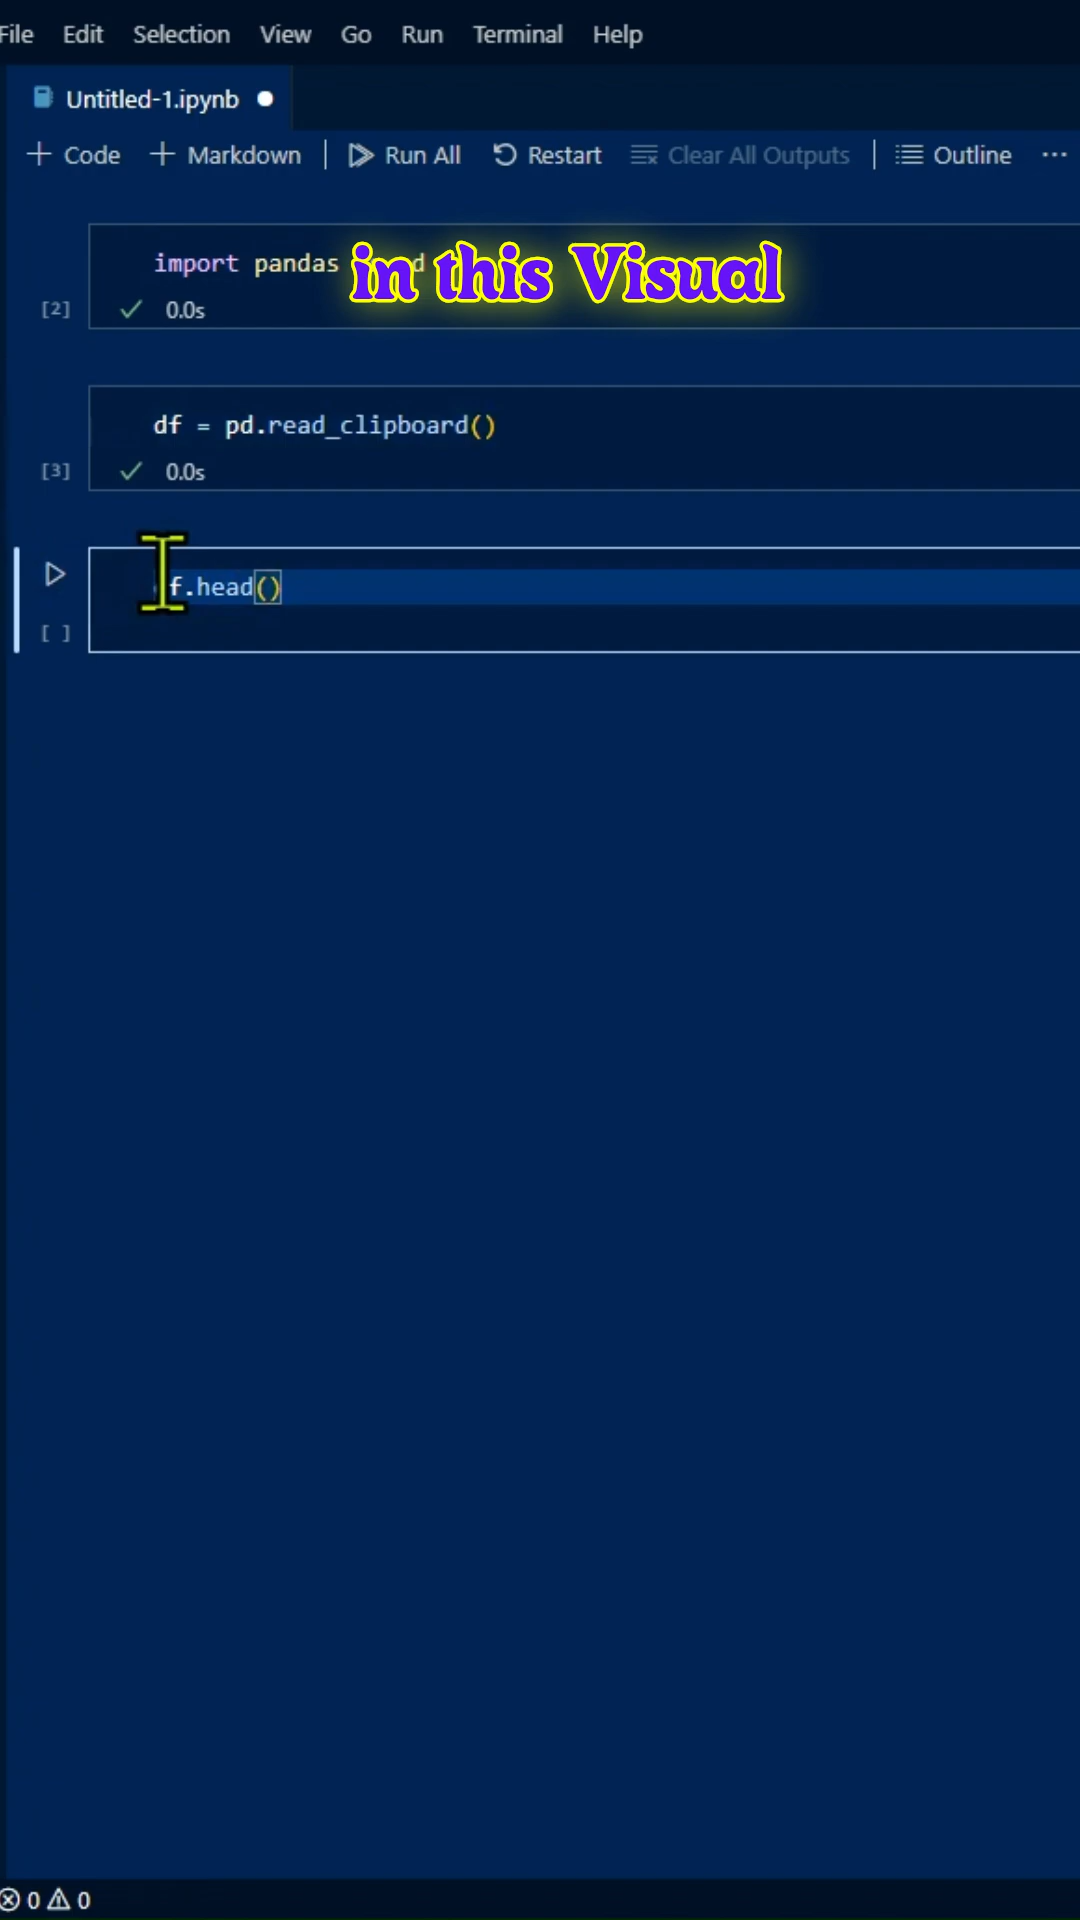 File Edit Selection View Go Run Terminal Help
Untitled-1.ipynb
Code Markdown Run All Restart Clear All Outputs Outline ...
import pandas
in this Visual
[2] 0.0s
df = pd.read_clipboard()
[3] 0.0s
f.head()
[ ]
0 0